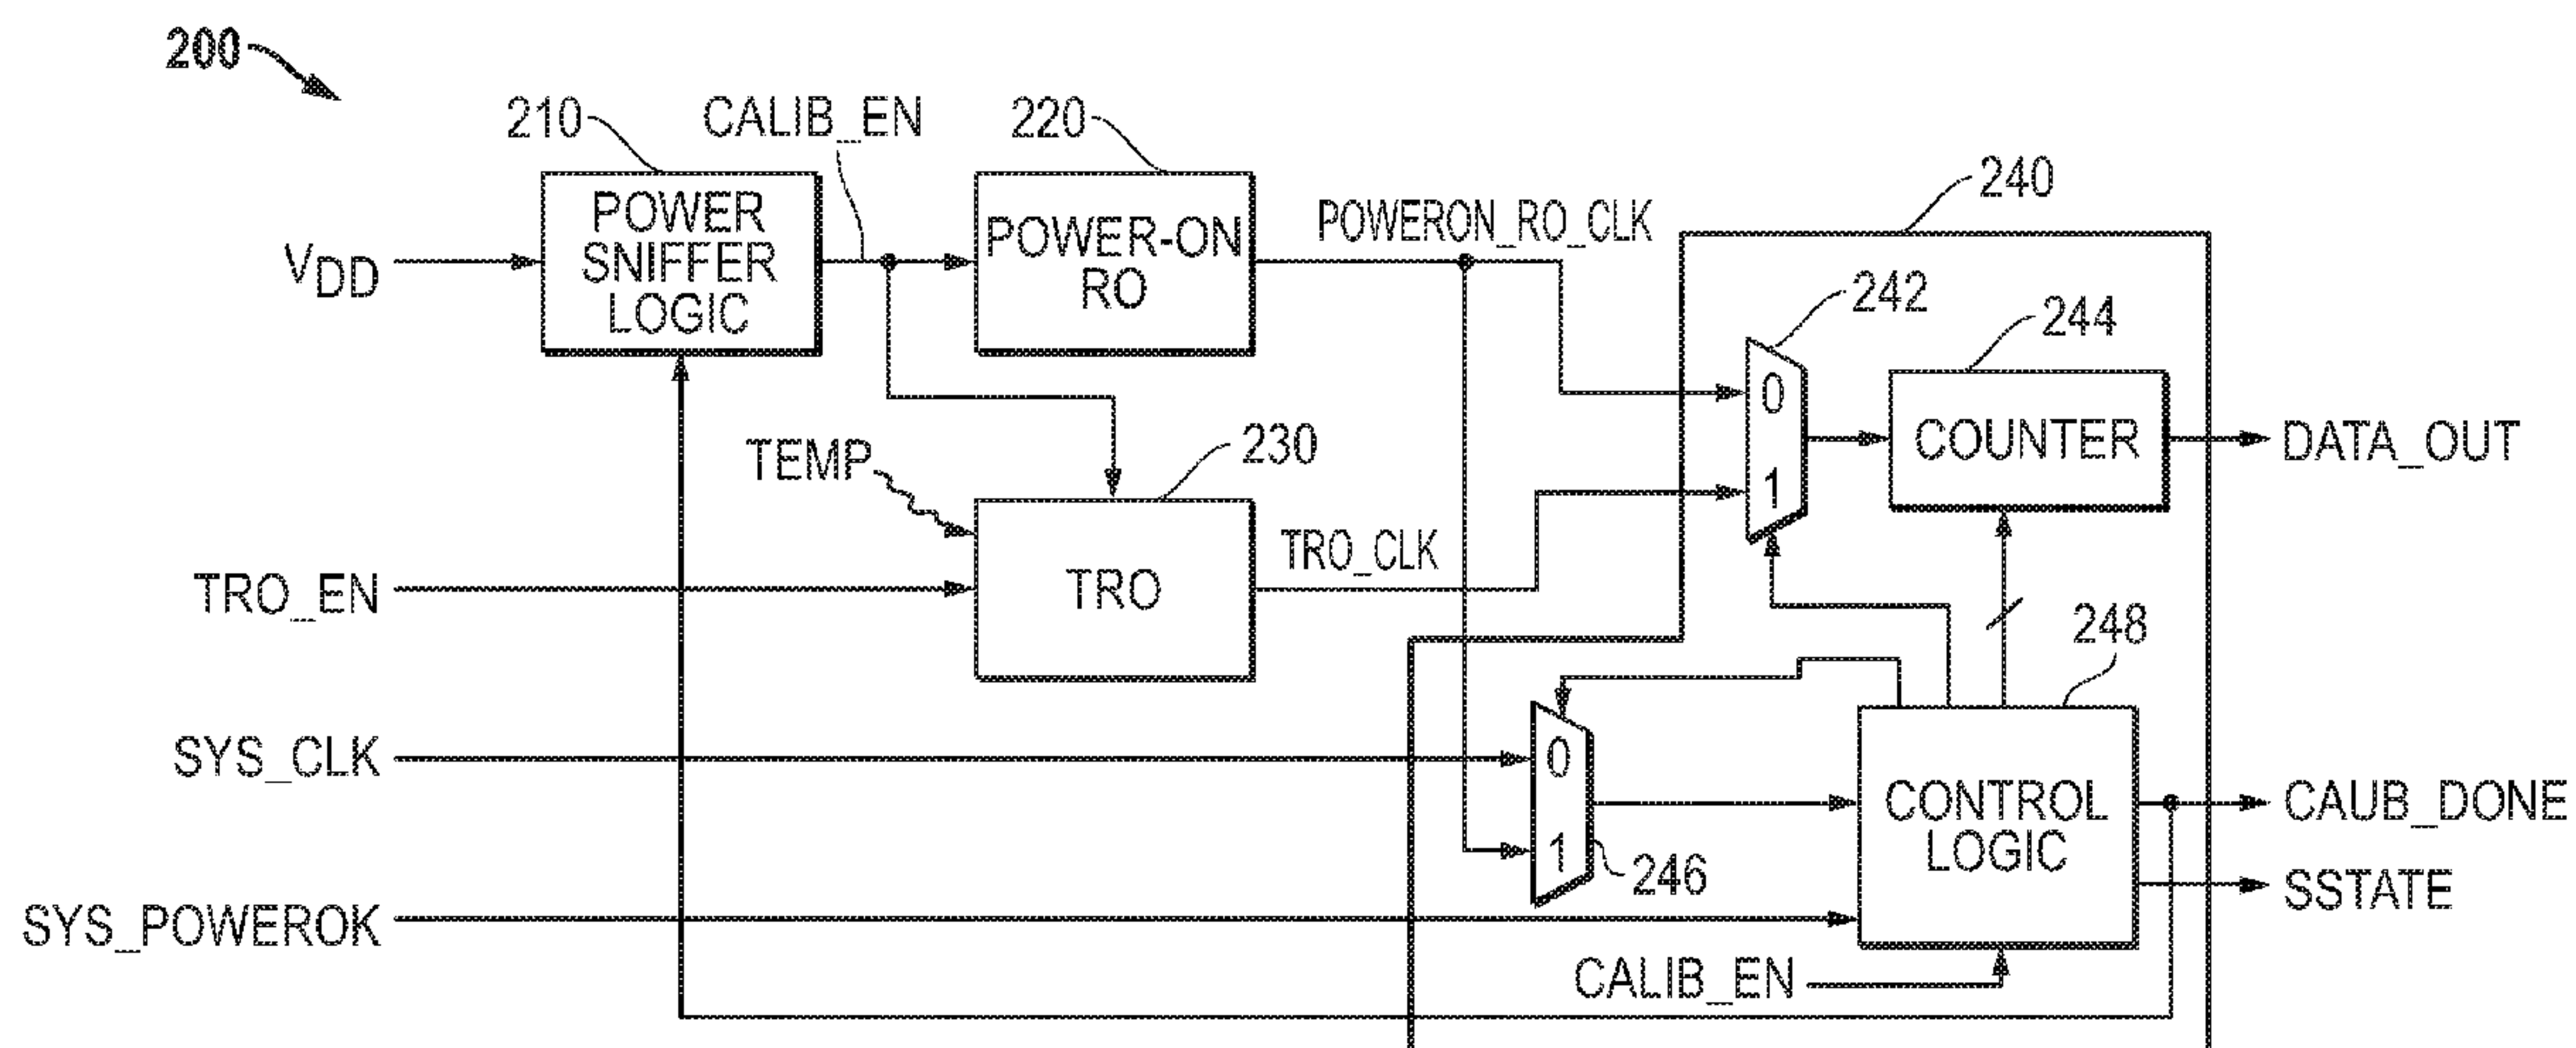 200
210
CALIB_EN
220
240
POWER
SNIFFER
LOGIC
POWER-ON
RO
POWERON_RO_CLK
VDD
242
244
0
1
COUNTER
DATA_OUT
TEMP
230
TRO_EN
TRO
TRO_CLK
248
SYS_CLK
0
1
246
CONTROL
LOGIC
CAUB_DONE
SSTATE
SYS_POWEROK
CALIB_EN